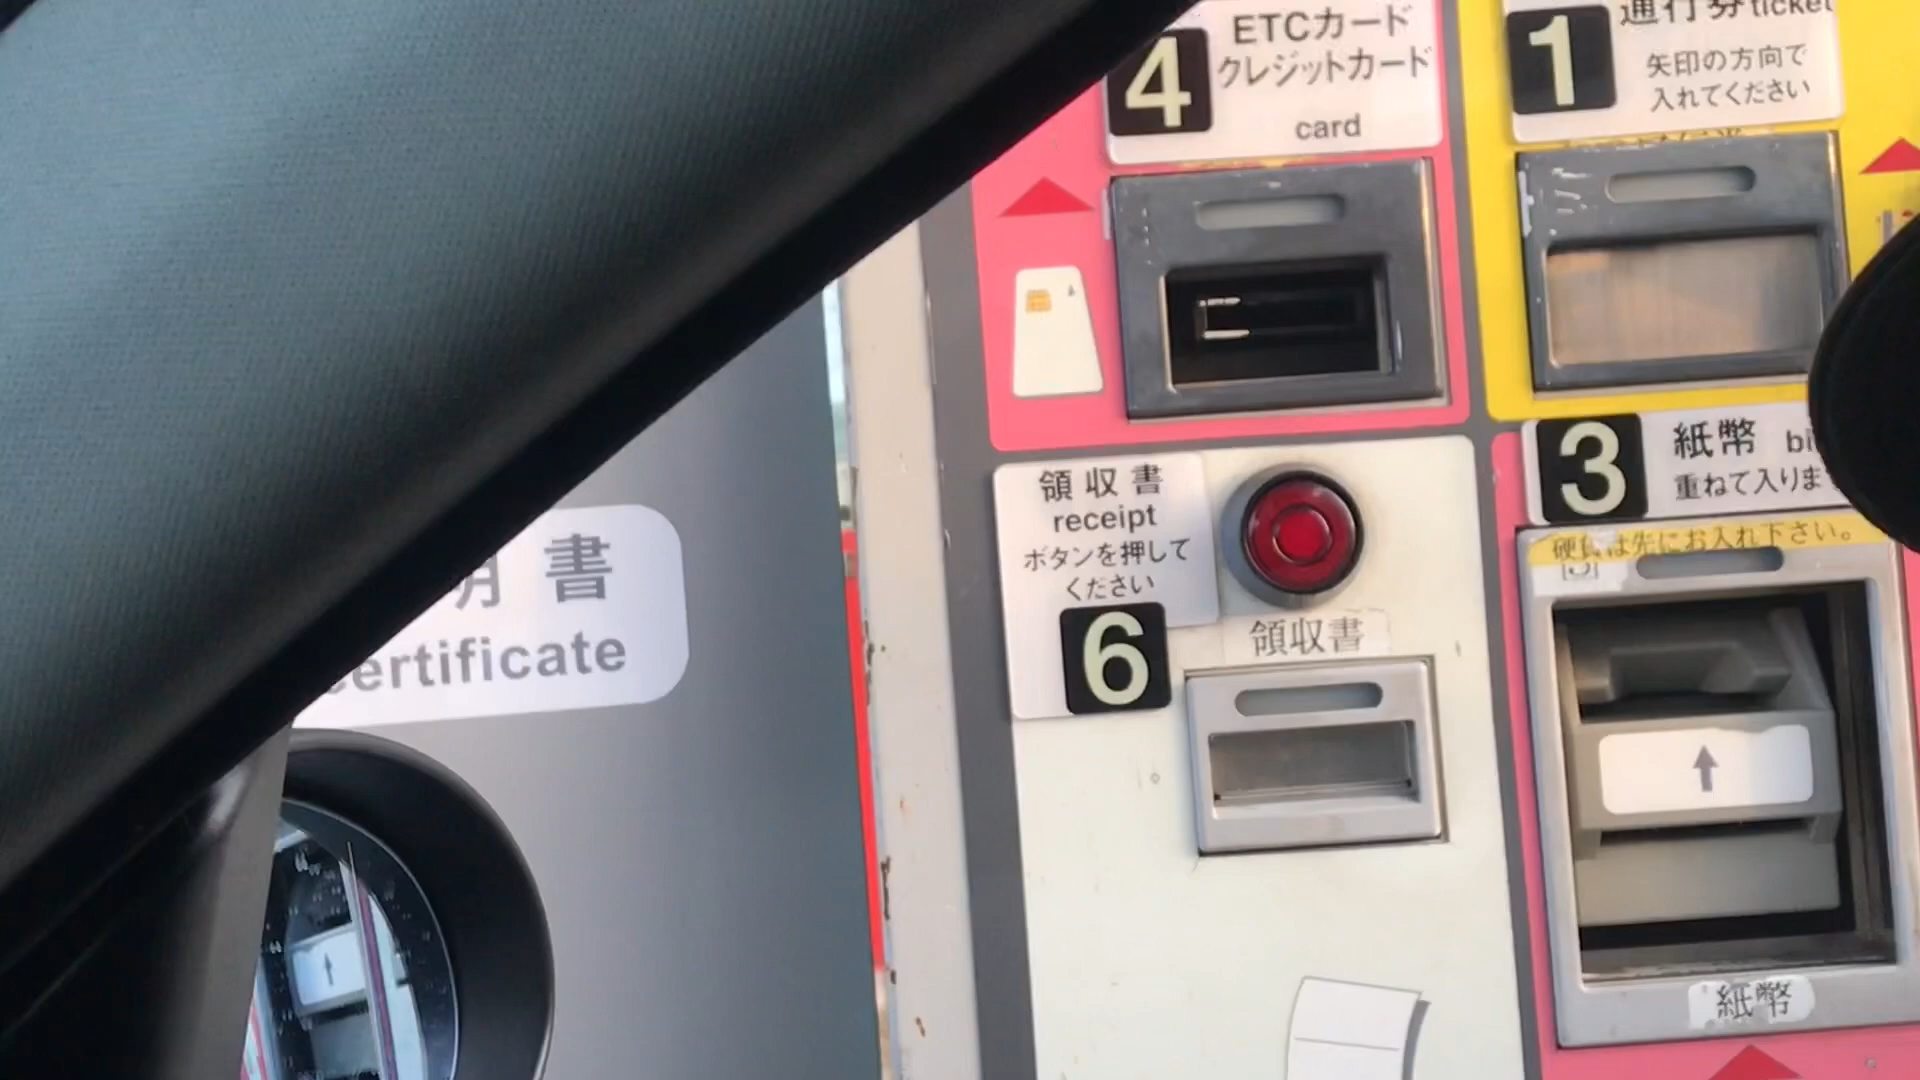 4
ETCカード
クレジットカード
card
1
通行券 ticket
矢印の方向で
入れてください
領収書
receipt
ボタンを押して
ください
6
領収書
3
紙幣
重ねて入りま
硬貨は先にお入れ下さい。
紙幣
明書
certificate